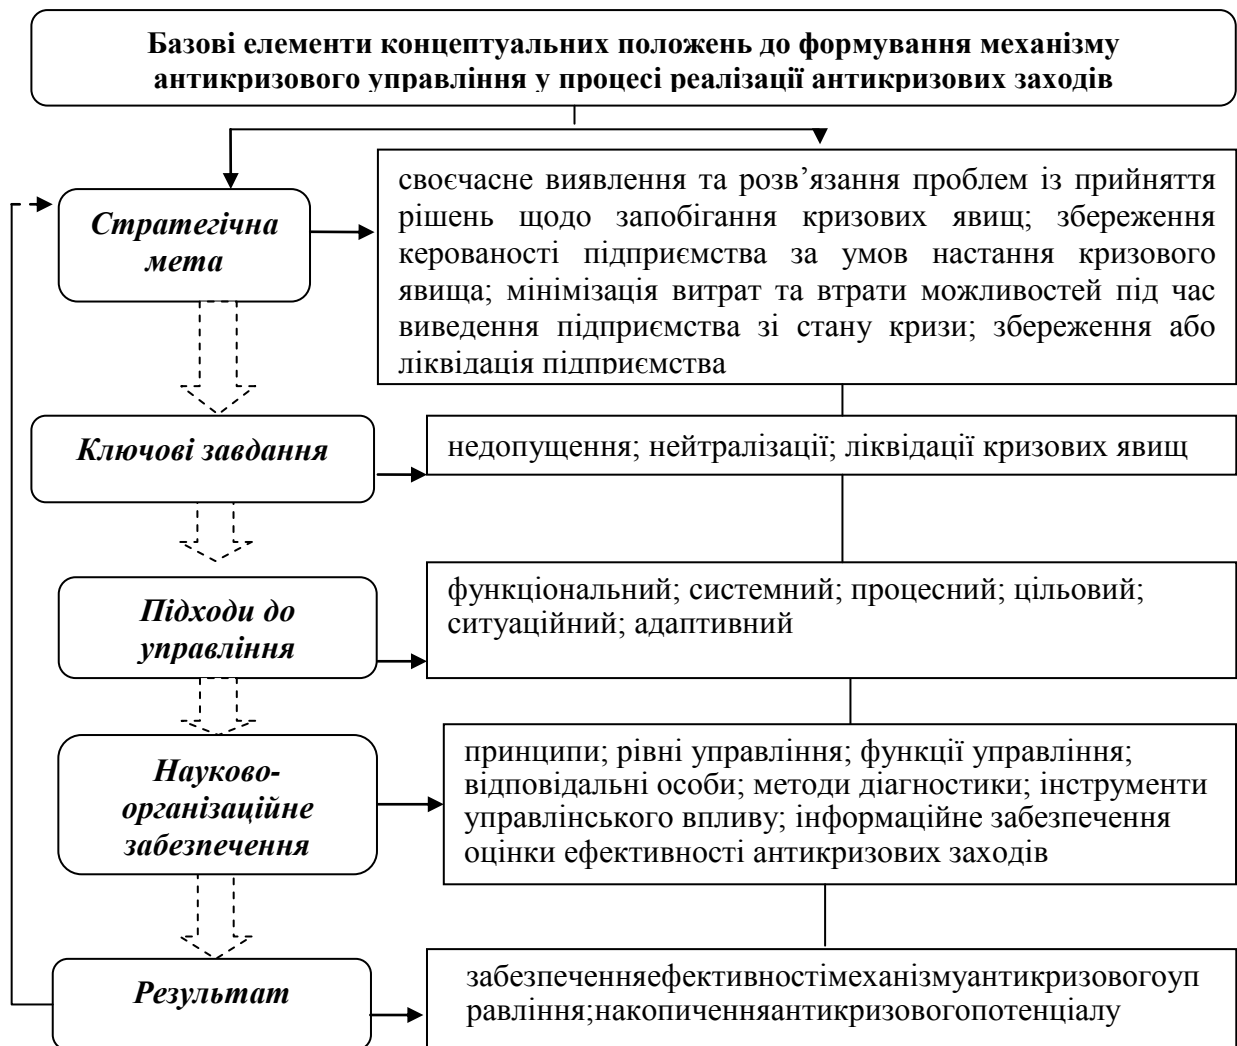 Базові елементи концептуальних положень до формування механізму
антикризового управління у процесі реалізації антикризових заходів
Стратегічна
мета
своєчасне виявлення та розв’язання проблем із прийняття
рішень щодо запобігання кризових явищ; збереження
керованості підприємства за умов настання кризового
явища; мінімізація витрат та втрати можливостей під час
виведення підприємства зі стану кризи; збереження або
ліквідація підприємства
Ключові завдання
недопущення; нейтралізації; ліквідації кризових явищ
Підходи до
управління
функціональний; системний; процесний; цільовий;
ситуаційний; адаптивний
Науково-
організаційне
забезпечення
принципи; рівні управління; функції управління;
відповідальні особи; методи діагностики; інструменти
управлінського впливу; інформаційне забезпечення
оцінки ефективності антикризових заходів
Результат
забезпеченняефективностімеханізмуантикризовогоуп
равління;накопиченняантикризовогопотенціалу